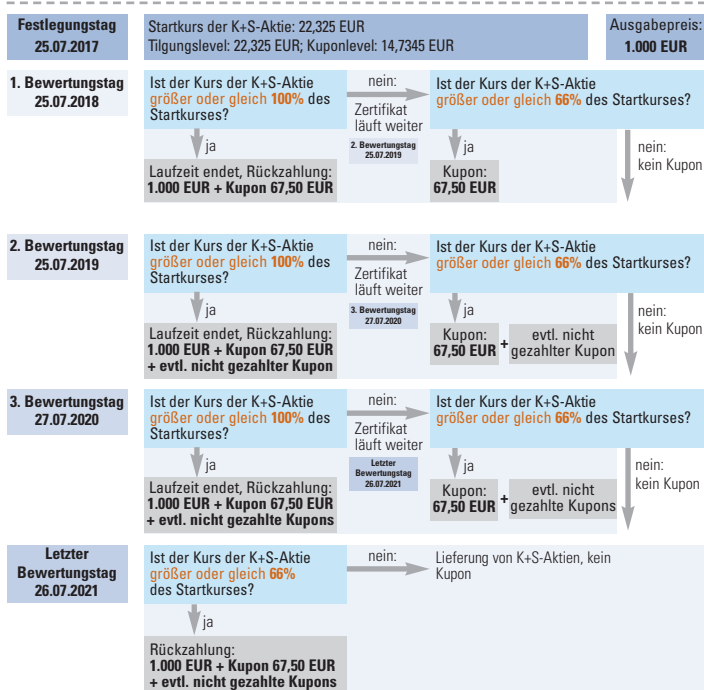 Festlegungstag
25.07.2017
Startkurs der K+S-Aktie: 22,325 EUR
Tilgungslevel: 22,325 EUR; Kuponlevel: 14,7345 EUR
Ausgabepreis:
1.000 EUR
1. Bewertungstag
25.07.2018
Ist der Kurs der K+S-Aktie
größer oder gleich 100% des
Startkurses?
nein:
Zertifikat
läuft weiter
2. Bewertungstag
25.07.2019
Ist der Kurs der K+S-Aktie
größer oder gleich 66% des Startkurses?
ja
Laufzeit endet, Rückzahlung:
1.000 EUR + Kupon 67,50 EUR
ja
Kupon:
67,50 EUR
nein:
kein Kupon
2. Bewertungstag
25.07.2019
Ist der Kurs der K+S-Aktie
größer oder gleich 100% des
Startkurses?
nein:
Zertifikat
läuft weiter
3. Bewertungstag
27.07.2020
Ist der Kurs der K+S-Aktie
größer oder gleich 66% des Startkurses?
ja
Laufzeit endet, Rückzahlung:
1.000 EUR + Kupon 67,50 EUR
+ evtl. nicht gezahlter Kupon
ja
Kupon:
67,50 EUR
+
evtl. nicht
gezahlter Kupon
nein:
kein Kupon
3. Bewertungstag
27.07.2020
Ist der Kurs der K+S-Aktie
größer oder gleich 100% des
Startkurses?
nein:
Zertifikat
läuft weiter
Letzter
Bewertungstag
26.07.2021
Ist der Kurs der K+S-Aktie
größer oder gleich 66% des Startkurses?
ja
Laufzeit endet, Rückzahlung:
1.000 EUR + Kupon 67,50 EUR
+ evtl. nicht gezahlte Kupons
ja
Kupon:
67,50 EUR
+
evtl. nicht
gezahlte Kupons
nein:
kein Kupon
Letzter
Bewertungstag
26.07.2021
Ist der Kurs der K+S-Aktie
größer oder gleich 66%
des Startkurses?
nein:
Lieferung von K+S-Aktien, kein
Kupon
ja
Rückzahlung:
1.000 EUR + Kupon 67,50 EUR
+ evtl. nicht gezahlte Kupons